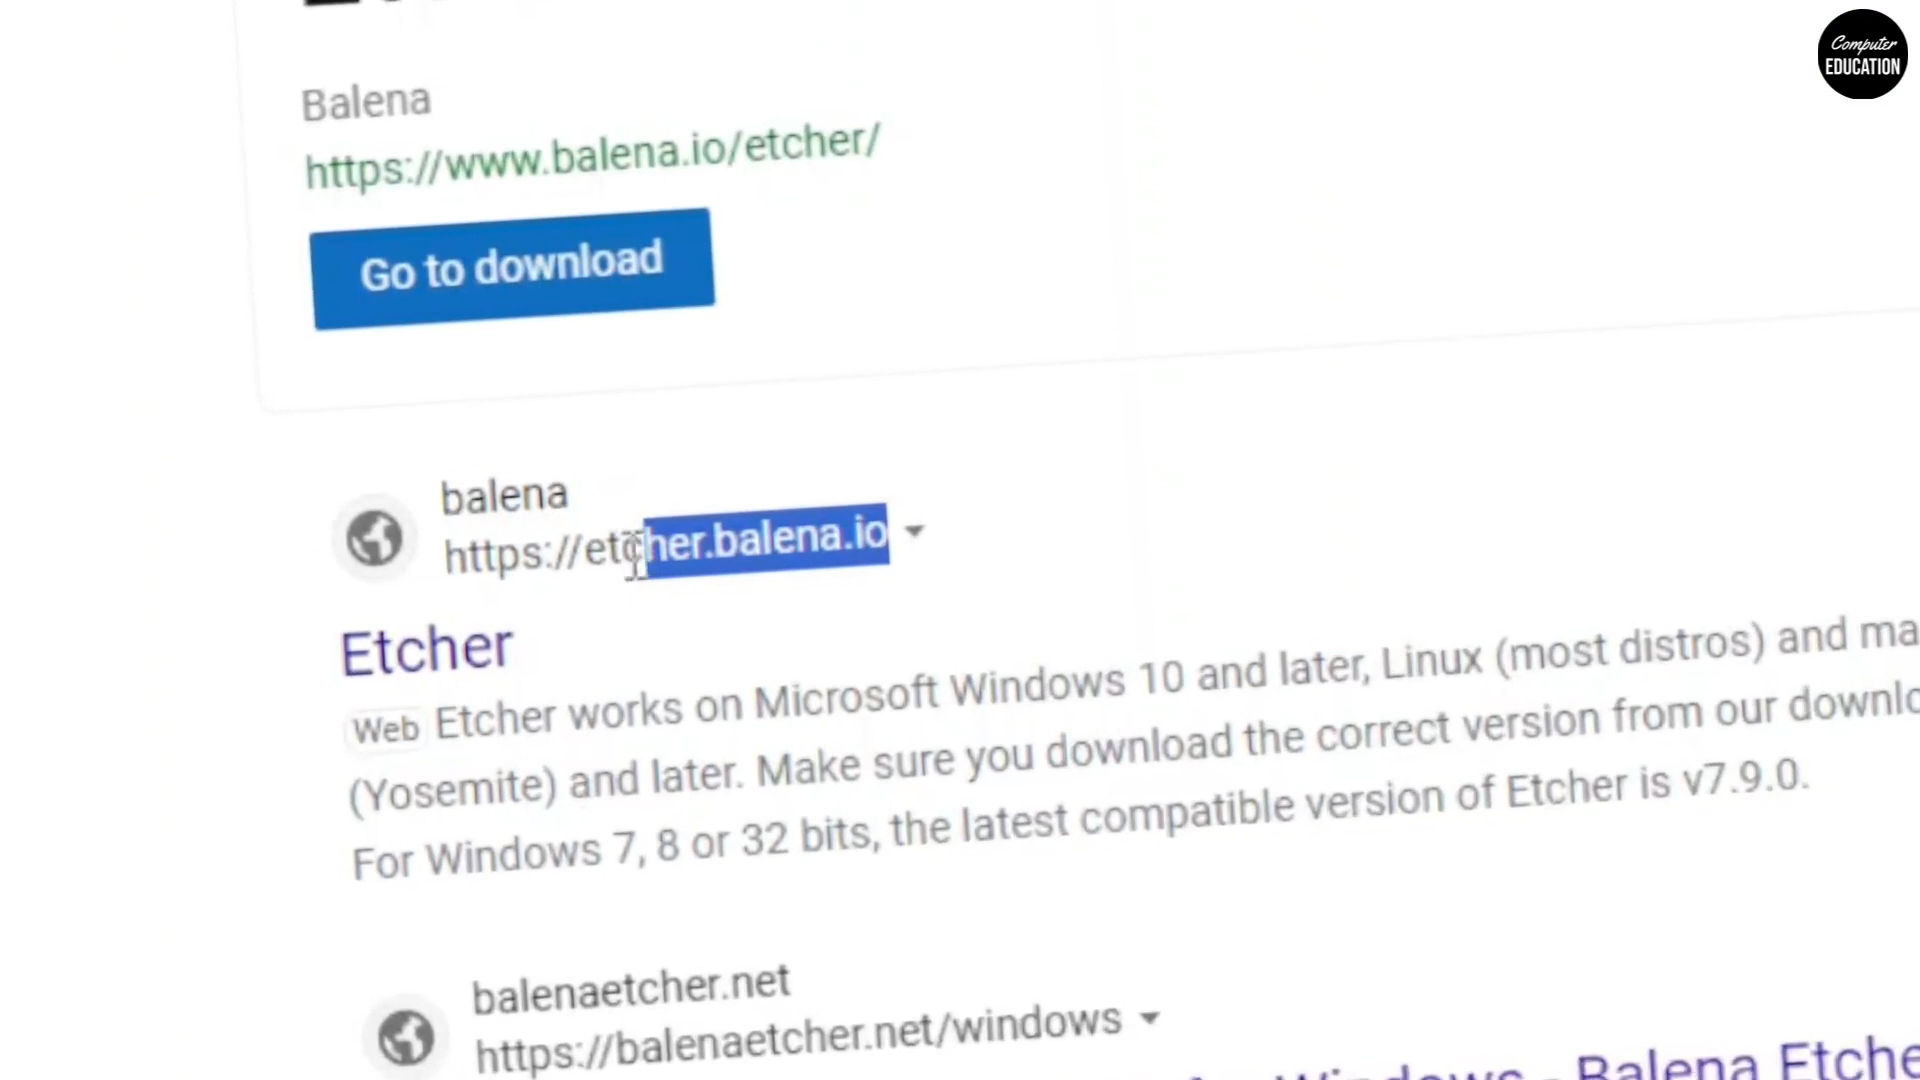 Computer
EDUCATION
Balena
https://www.balena.io/etcher/
Go to download
balena
https://etcher.balena.io
Etcher
Web Etcher works on Microsoft Windows 10 and later, Linux (most distros) and ma
(Yosemite) and later. Make sure you download the correct version from our downlo
For Windows 7, 8 or 32 bits, the latest compatible version of Etcher is v7.9.0.
balenaetcher.net
https://balenaetcher.net/windows
Windows - Balena Etche